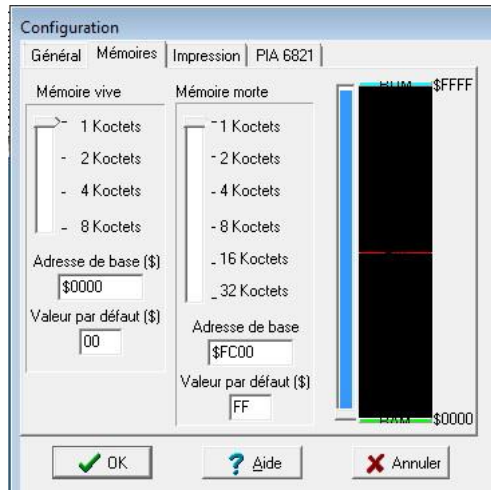 Configuration
Général Mémoires Impression PIA 6821
Mémoire vive
1 Koctets
2 Koctets
4 Koctets
8 Koctets
Adresse de base ($)
$0000
Valeur par défaut ($)
00
Mémoire morte
1 Koctets
2 Koctets
4 Koctets
8 Koctets
16 Koctets
32 Koctets
Adresse de base
$FC00
Valeur par défaut ($)
FF
ROM $FFFF
RAM $0000
OK Aide Annuler